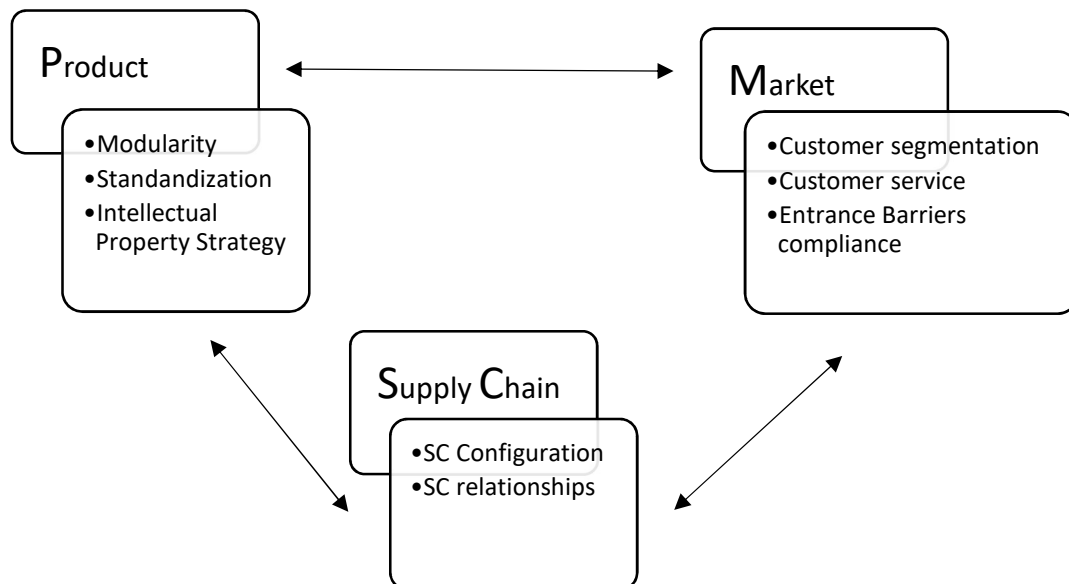 Product
•Modularity
•Standandization
•Intellectual
Property Strategy
Market
•Customer segmentation
•Customer service
•Entrance Barriers
compliance
Supply Chain
•SC Configuration
•SC relationships